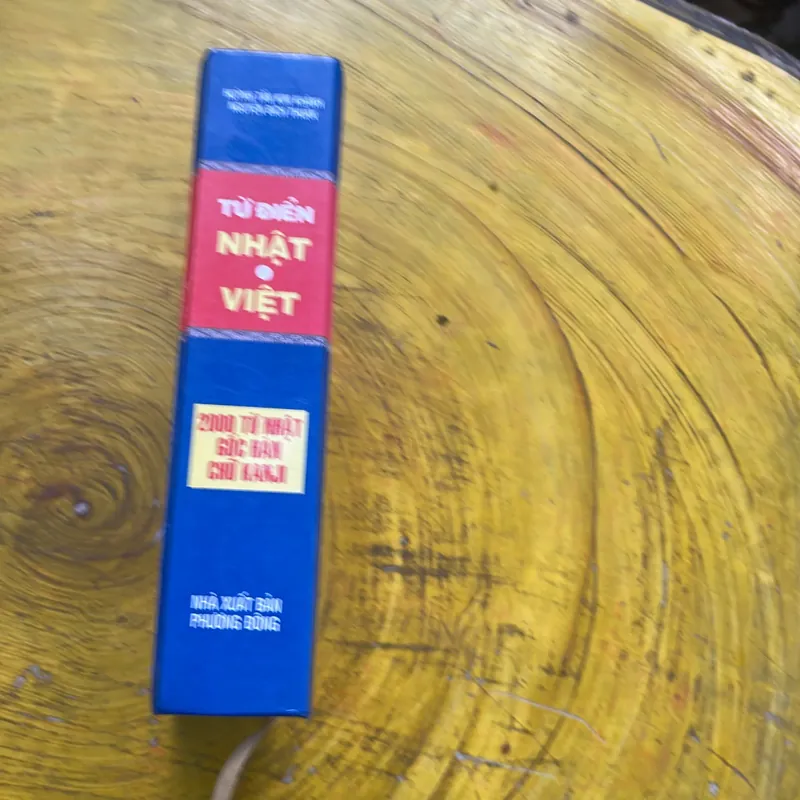 TỪ ĐIỂN
NHẬT
VIỆT
2000 TỪ NHẬT
GỐC HÁN
CHỮ KANJI
NHÀ XUẤT BẢN
PHƯƠNG ĐÔNG